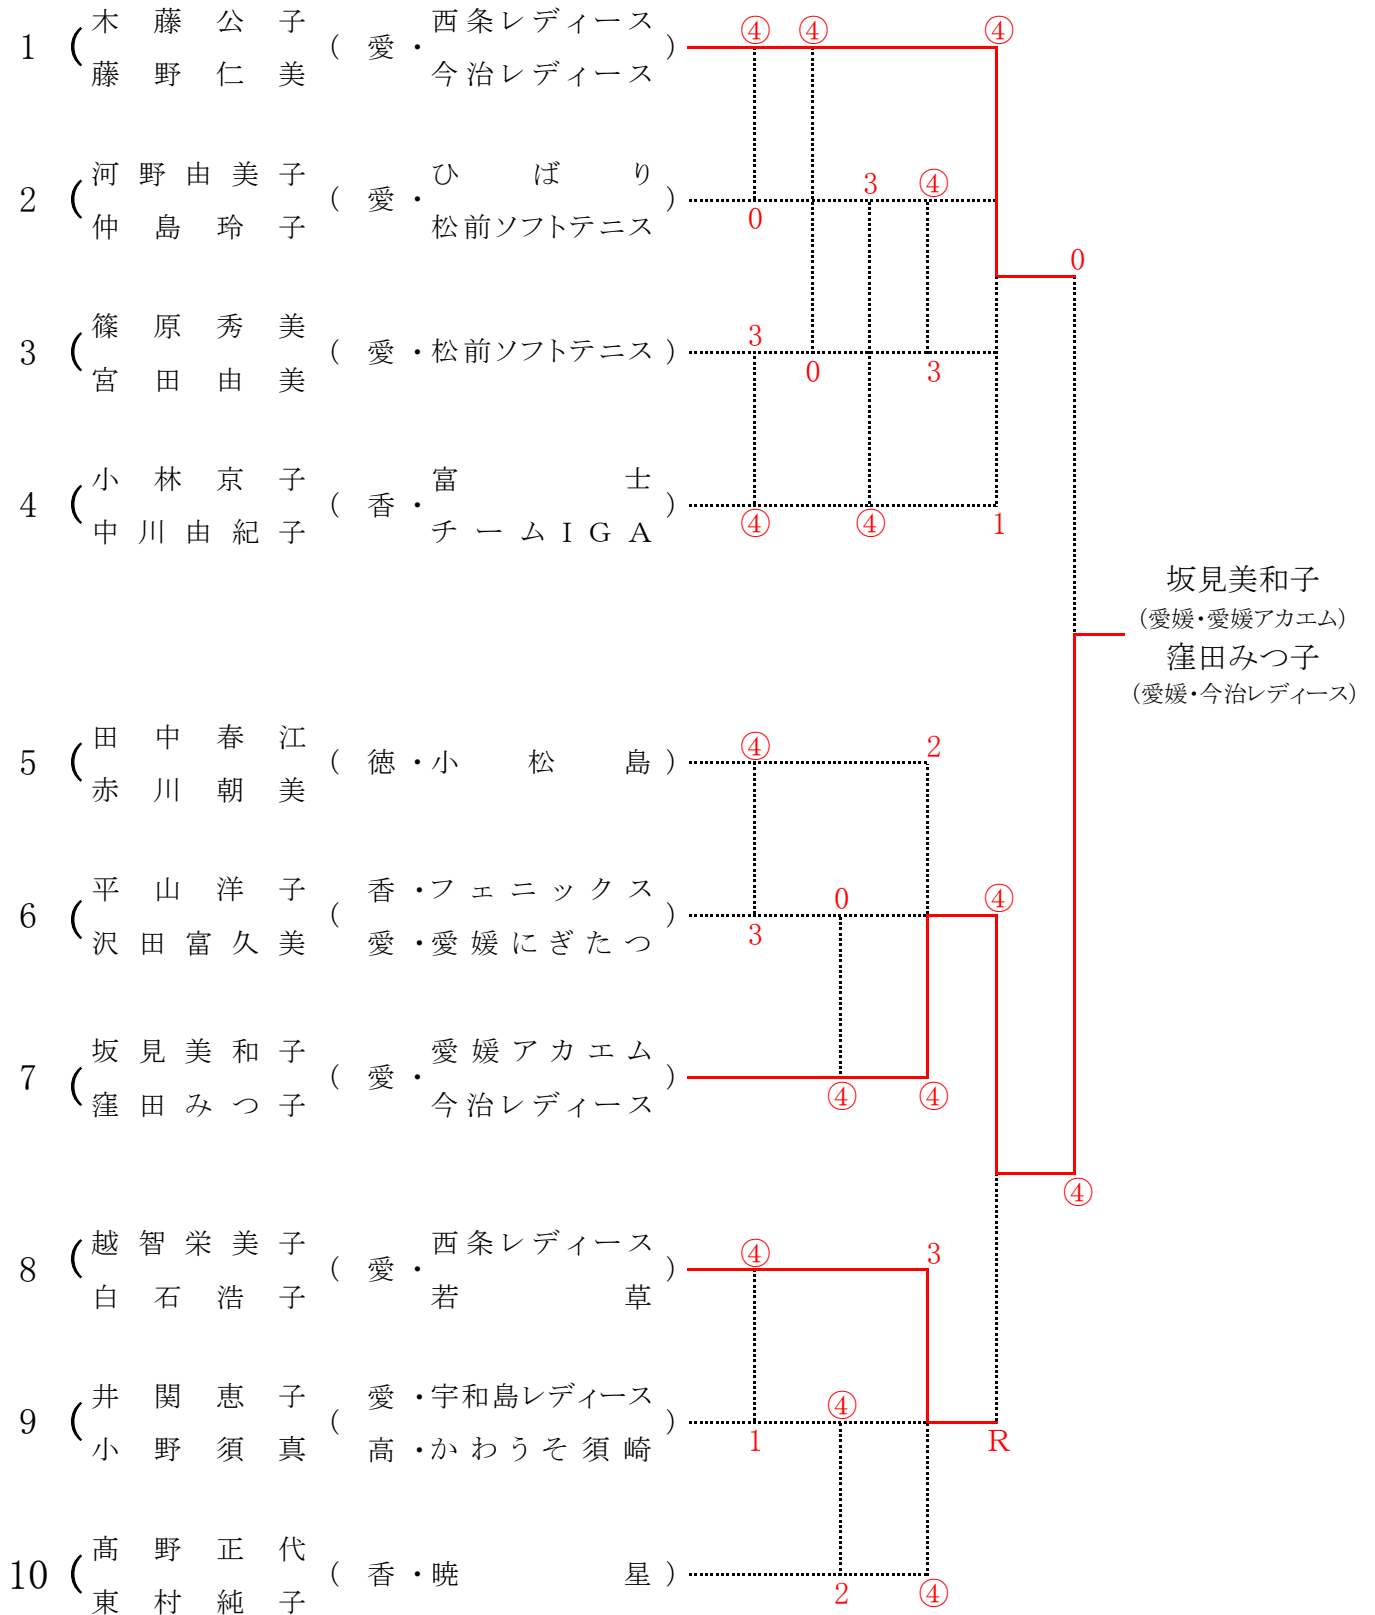 ④ ④ ④
木藤公子 西条レディース
1 ( ( 愛・ )
藤野仁美 今治レディース
河野由美子 ひばり
3 ④
2 ( ( 愛・ )
0
仲島玲子 松前ソフトテニス
0
篠原秀美
3
3 ( ( 愛・松前ソフトテニス )
0 3
宮田由美
小林京子 富士
4 ( ( 香・ )
④ ④ 1
中川由紀子 チームIGA
坂見美和子
(愛媛・愛媛アカエム)
窪田みつ子
(愛媛・今治レディース)
田中春江
④ 2
5 ( ( 徳・小松島 )
赤川朝美
平山洋子 香・フェニックス
0 ④
6 ( ( )
3
沢田富久美 愛・愛媛にぎたつ
坂見美和子 愛媛アカエム
7 ( ( 愛・ )
④ ④
窪田みつ子 今治レディース
④
越智栄美子 西条レディース
④ 3
8 ( ( 愛・ )
白石浩子 若草
井関恵子 愛・宇和島レディース
④
9 ( ( )
1 R
小野須真 高・かわうそ須崎
髙野正代
10 ( ( 香・暁星 )
2 ④
東村純子